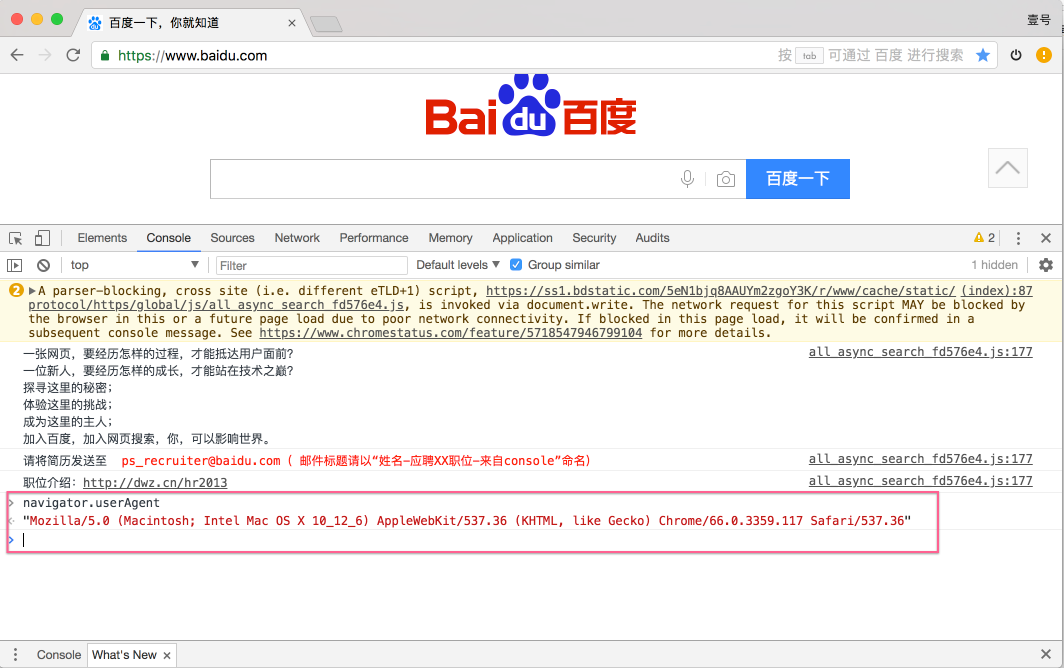 百度一下，你就知道
壹号
https://www.baidu.com
按 tab 可通过 百度 进行搜索
Bai du 百度
百度一下
Elements Console Sources Network Performance Memory Application Security Audits 2
top Filter Default levels Group similar 1 hidden
2 A parser-blocking, cross site (i.e. different eTLD+1) script, https://ss1.bdstatic.com/5eN1bjq8AAUYm2zgoY3K/r/www/cache/static/ (index):87
protocol/https/global/js/all_async_search_fd576e4.js, is invoked via document.write. The network request for this script MAY be blocked by
the browser in this or a future page load due to poor network connectivity. If blocked in this page load, it will be confirmed in a
subsequent console message. See https://www.chromestatus.com/feature/5718547946799104 for more details.
一张网页，要经历怎样的过程，才能抵达用户面前？ all_async_search_fd576e4.js:177
一位新人，要经历怎样的成长，才能站在技术之巅？
探寻这里的秘密；
体验这里的挑战；
成为这里的主人；
加入百度，加入网页搜索，你，可以影响世界。
请将简历发送至 ps_recruiter@baidu.com（ 邮件标题请以“姓名-应聘XX职位-来自console”命名） all_async_search_fd576e4.js:177
职位介绍：http://dwz.cn/hr2013 all_async_search_fd576e4.js:177
> navigator.userAgent
"Mozilla/5.0 (Macintosh; Intel Mac OS X 10_12_6) AppleWebKit/537.36 (KHTML, like Gecko) Chrome/66.0.3359.117 Safari/537.36"
>
Console What's New